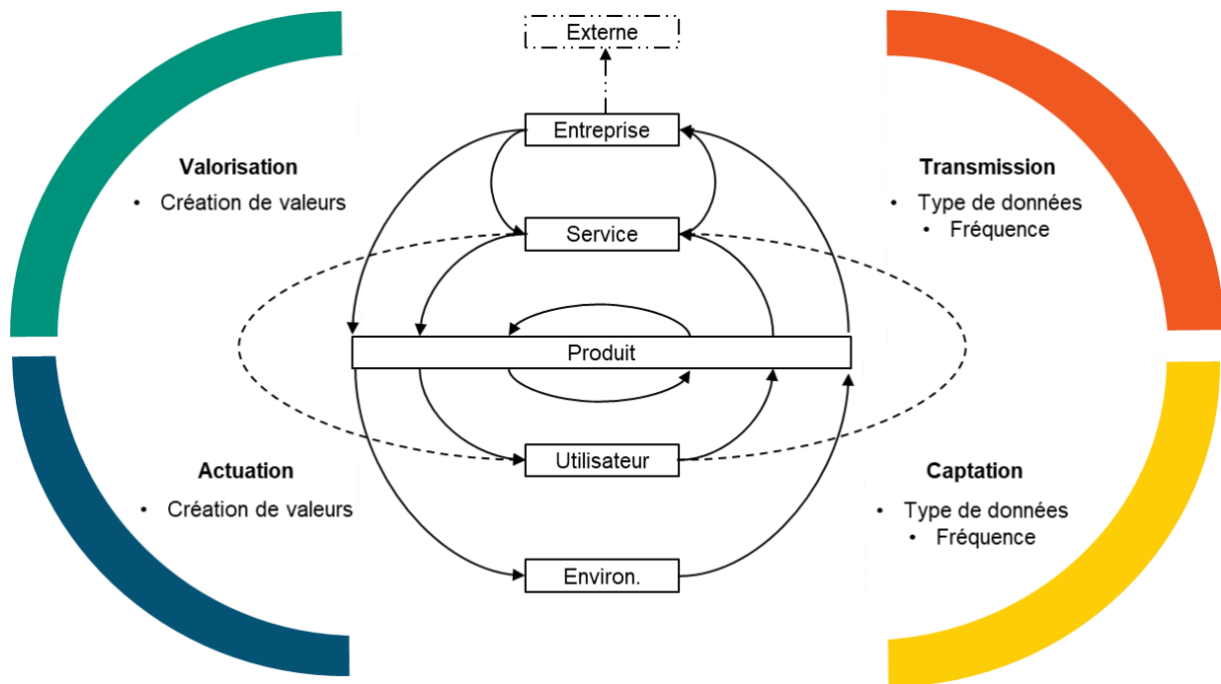 Externe
Entreprise
Valorisation
• Création de valeurs
Transmission
• Type de données
• Fréquence
Service
Produit
Utilisateur
Actuation
• Création de valeurs
Captation
• Type de données
• Fréquence
Environ.